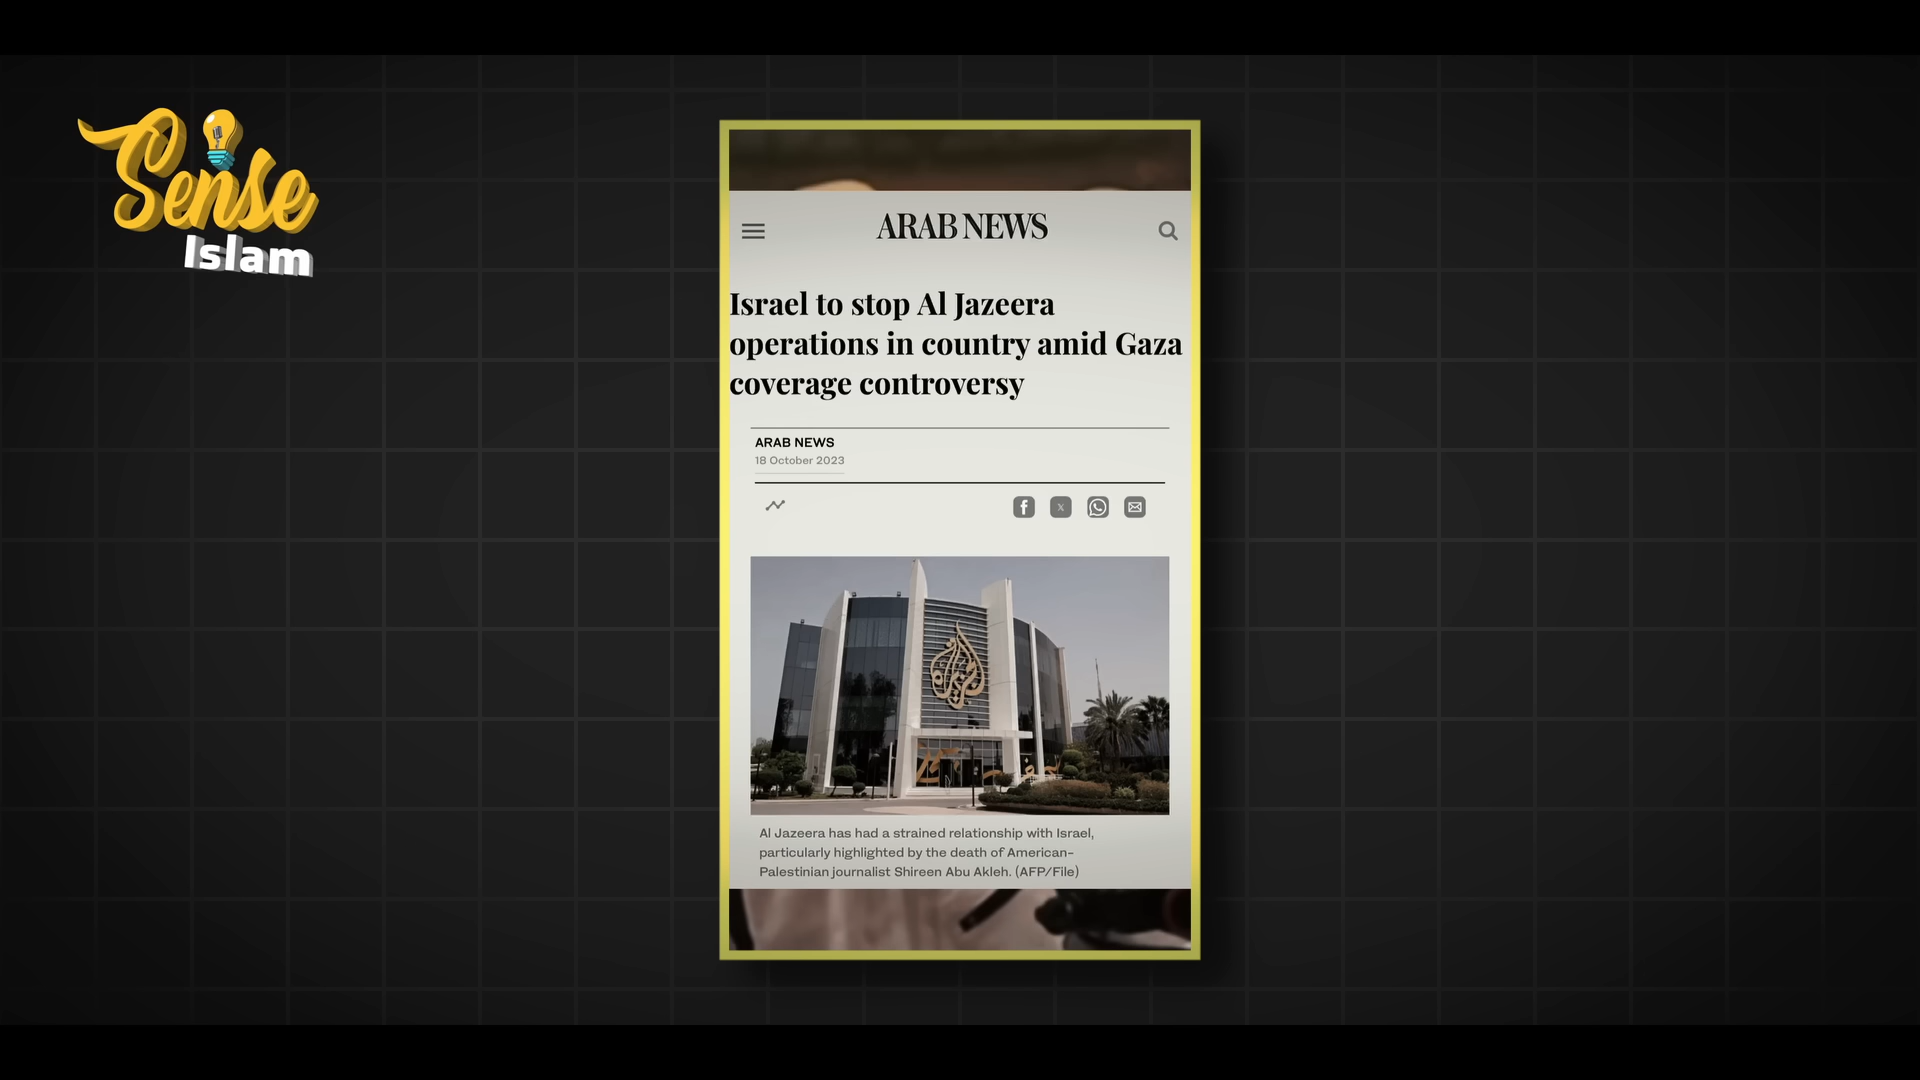 Sense
Islam
ARAB NEWS
Israel to stop Al Jazeera
operations in country amid Gaza
coverage controversy
ARAB NEWS
18 October 2023
Al Jazeera has had a strained relationship with Israel,
particularly highlighted by the death of American-
Palestinian journalist Shireen Abu Akleh. (AFP/File)